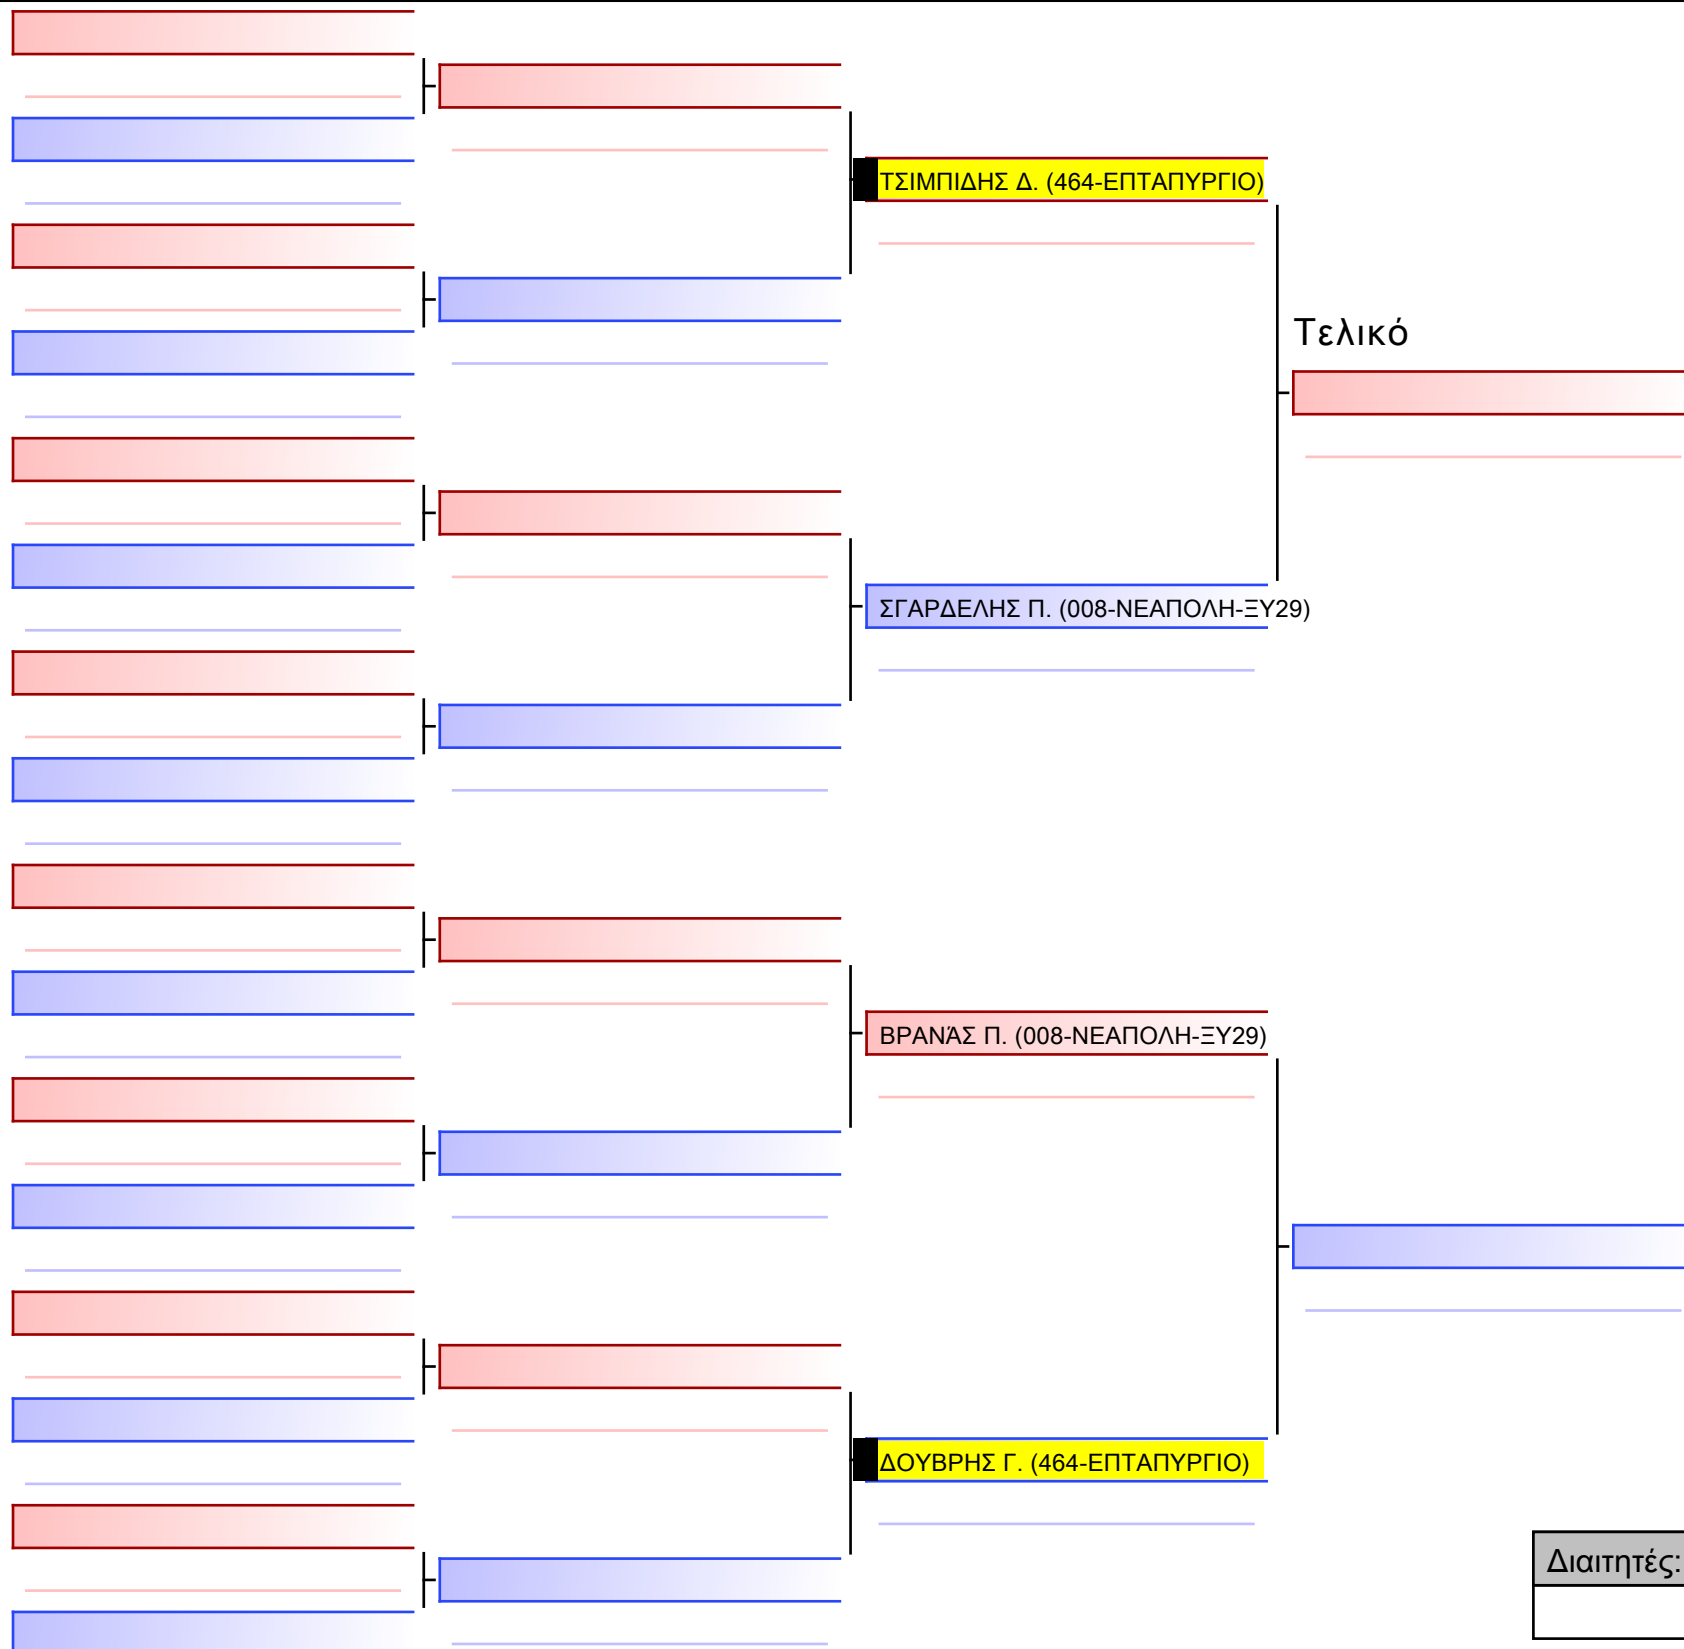 ΤΣΙΜΠΙΔΗΣ Δ. (464-ΕΠΤΑΠΥΡΓΙΟ)
Τελικό
ΣΓΑΡΔΕΛΗΣ Π. (008-ΝΕΑΠΟΛΗ-ΞΥ29)
ΒΡΑΝΆΣ Π. (008-ΝΕΑΠΟΛΗ-ΞΥ29)
ΔΟΥΒΡΗΣ Γ. (464-ΕΠΤΑΠΥΡΓΙΟ)
Διαιτητές: